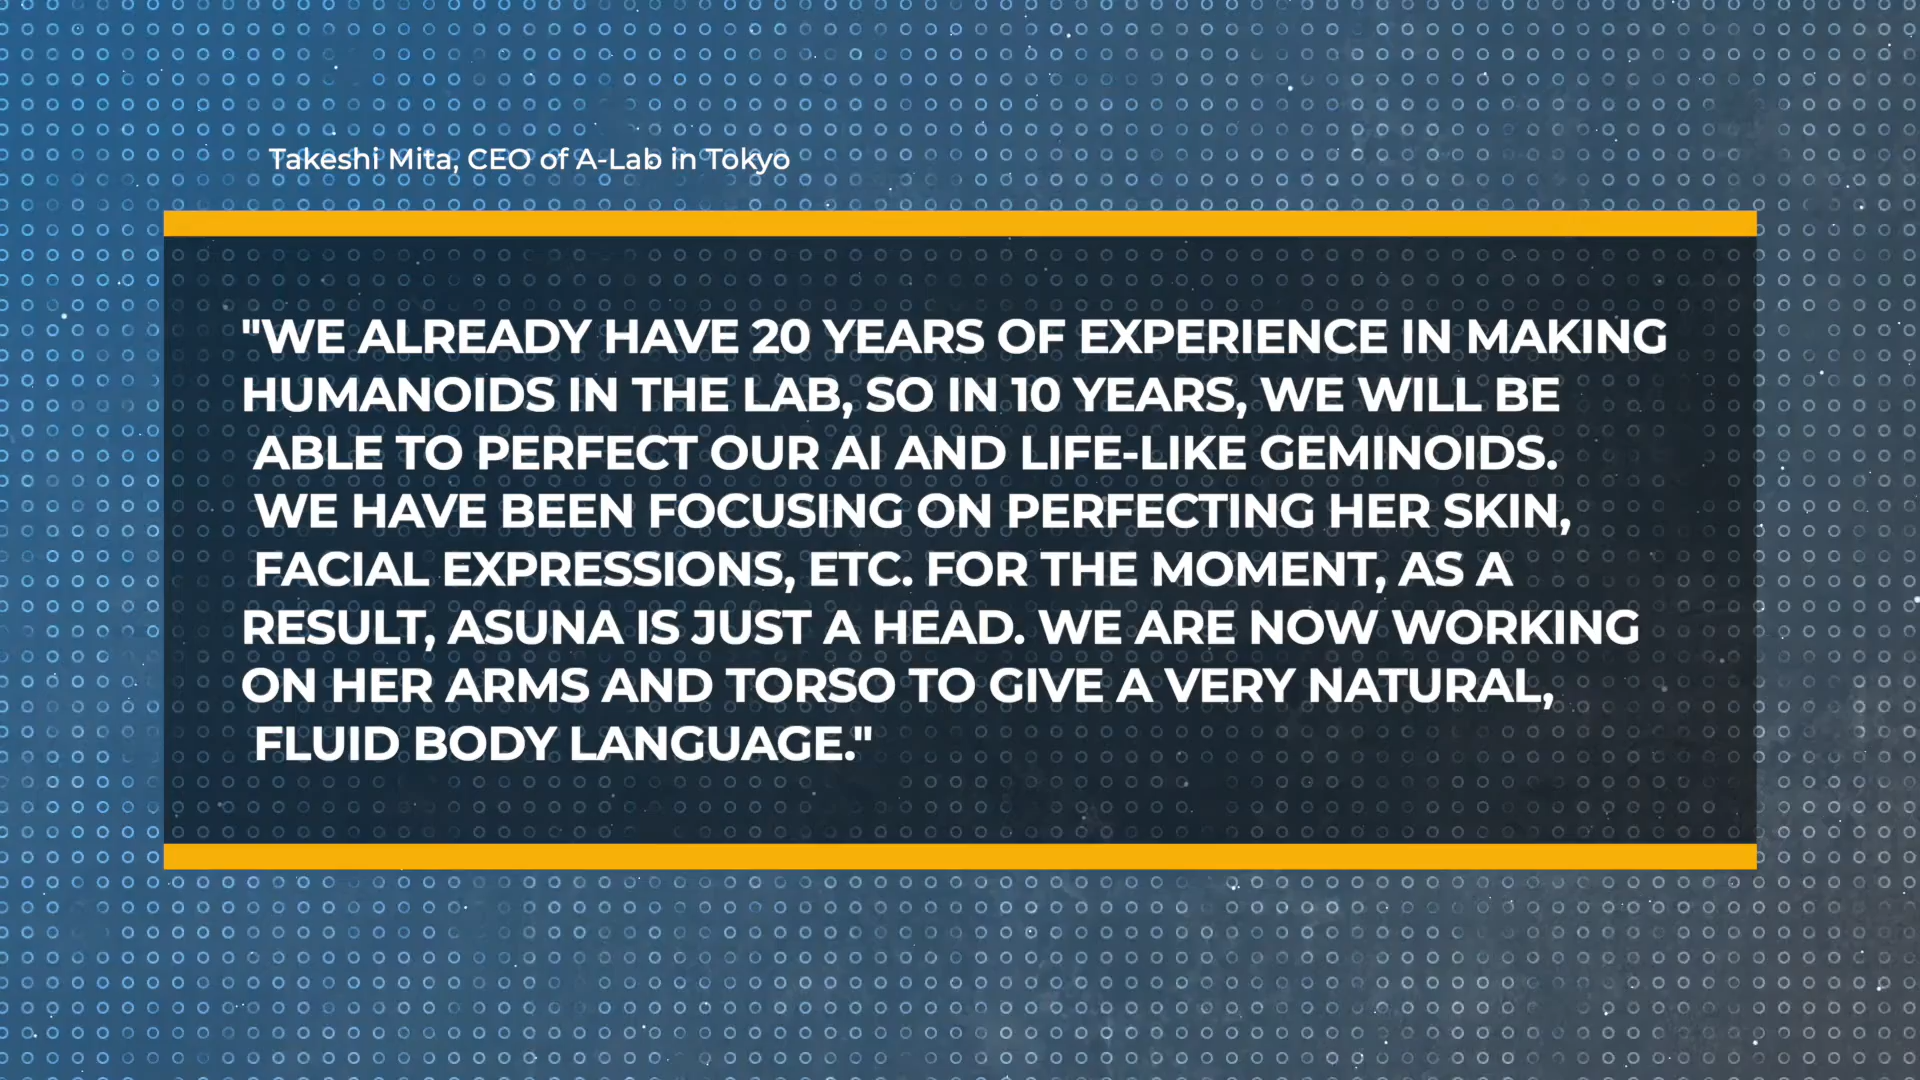 Takeshi Mita, CEO of A-Lab in Tokyo
"WE ALREADY HAVE 20 YEARS OF EXPERIENCE IN MAKING
HUMANOIDS IN THE LAB, SO IN 10 YEARS, WE WILL BE
ABLE TO PERFECT OUR AI AND LIFE-LIKE GEMINOIDS.
WE HAVE BEEN FOCUSING ON PERFECTING HER SKIN,
FACIAL EXPRESSIONS, ETC. FOR THE MOMENT, AS A
RESULT, ASUNA IS JUST A HEAD. WE ARE NOW WORKING
ON HER ARMS AND TORSO TO GIVE A VERY NATURAL,
FLUID BODY LANGUAGE."